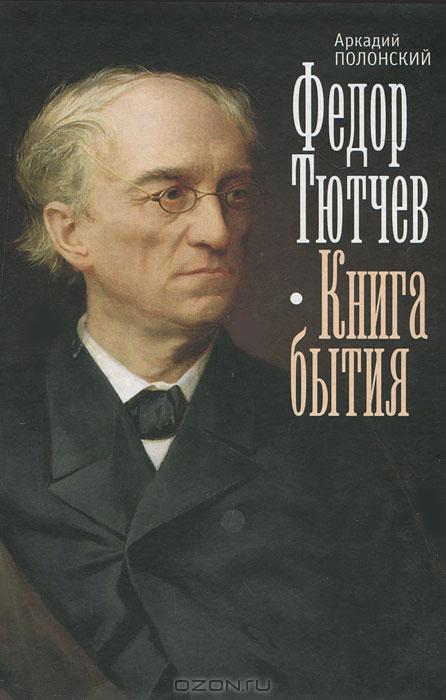 Аркадий
ПОЛОНСКИЙ
Федор
Тютчев
• Книга
бытия
OZON.ru